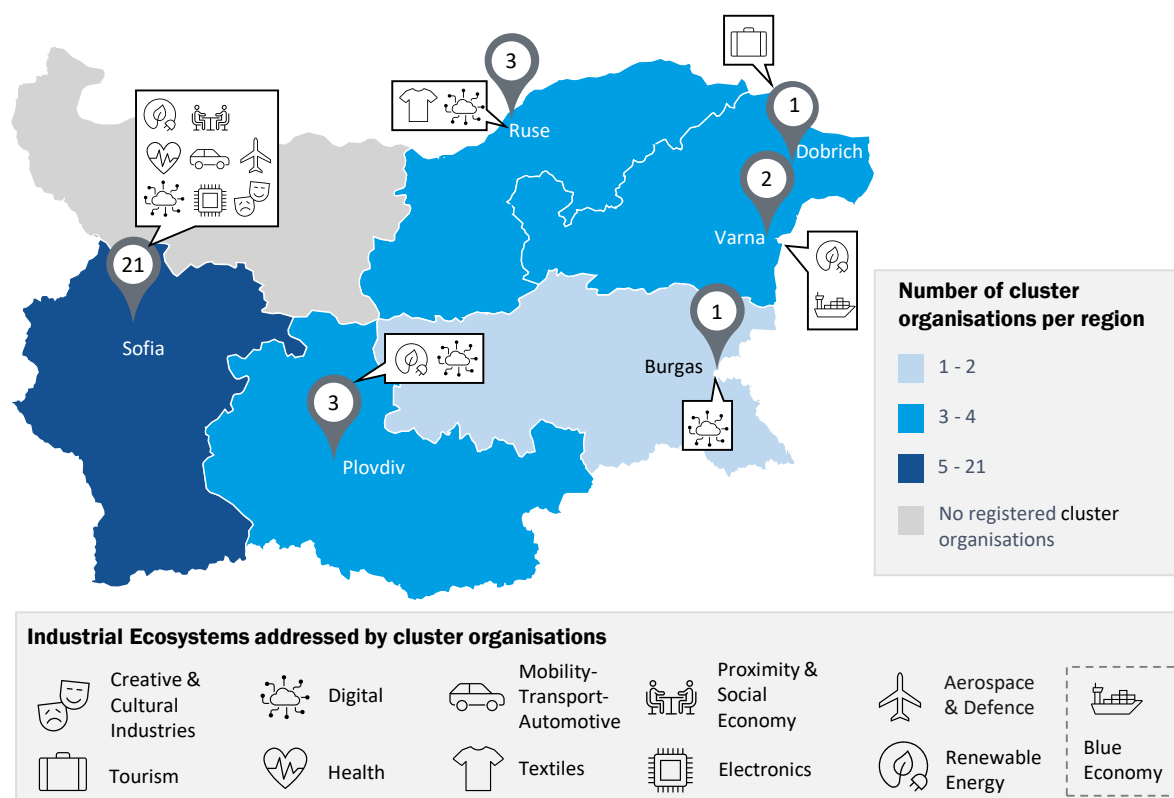 3
1
Ruse
Dobrich
2
Varna
21
Sofia
1
Burgas
3
Plovdiv
Number of cluster
organisations per region
1 - 2
3 - 4
5 - 21
No registered cluster
organisations
Industrial Ecosystems addressed by cluster organisations
Creative &
Cultural
Industries
Digital
Mobility-
Transport-
Automotive
Proximity &
Social
Economy
Aerospace
& Defence
Tourism
Health
Textiles
Electronics
Renewable
Energy
Blue
Economy